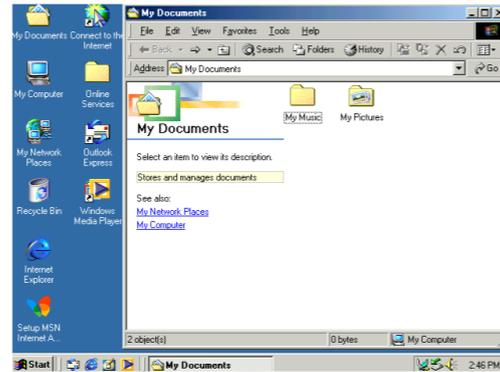 My Documents
Connect to the Internet
My Computer
Online Services
My Network Places
Outlook Express
Recycle Bin
Windows Media Player
Internet Explorer
Setup MSN Internet A...
My Documents
File Edit View Favorites Tools Help
Back Search Folders History
Address My Documents Go
My Documents
Select an item to view its description.
Stores and manages documents
See also:
My Network Places
My Computer
My Music My Pictures
2 object(s) 0 bytes My Computer
Start My Documents 2:46 PM